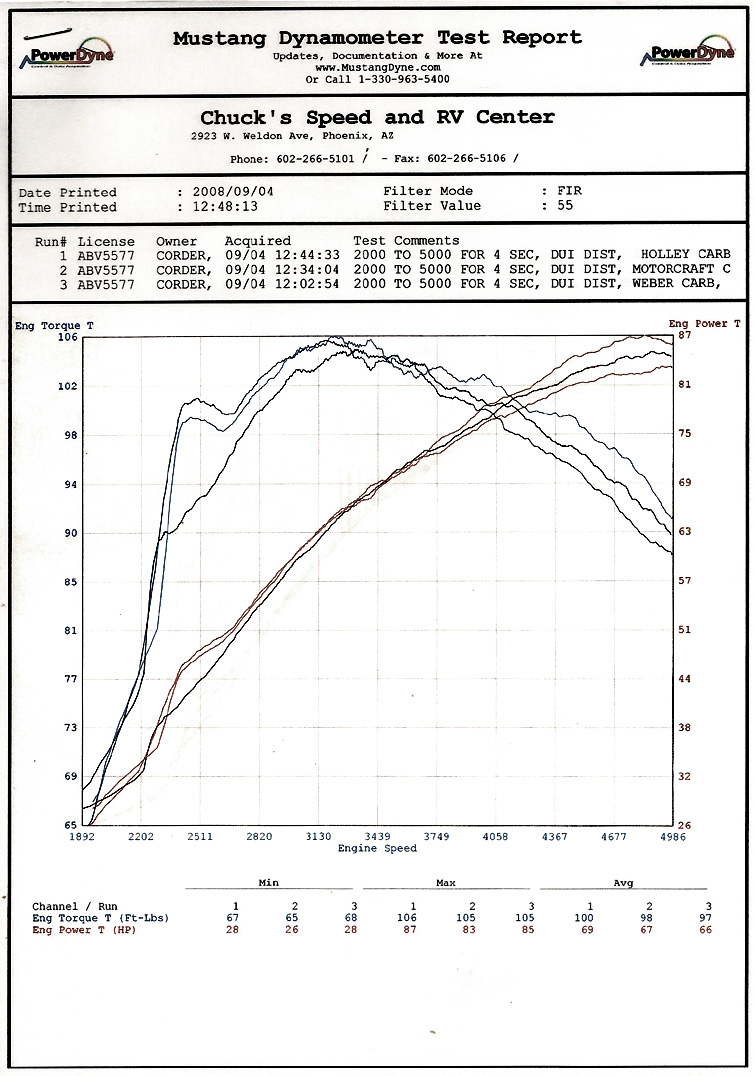 PowerDyne
Control & Data Acquisition
Mustang Dynamometer Test Report
Updates, Documentation & More At
www.MustangDyne.com
Or Call 1-330-963-5400
PowerDyne
Control & Data Acquisition
Chuck's Speed and RV Center
2923 W. Weldon Ave, Phoenix, AZ
Phone: 602-266-5101 / - Fax: 602-266-5106 /
Date Printed : 2008/09/04 Filter Mode : FIR
Time Printed : 12:48:13 Filter Value : 55
Run# License Owner Acquired Test Comments
1 ABV5577 CORDER, 09/04 12:44:33 2000 TO 5000 FOR 4 SEC, DUI DIST, HOLLEY CARB
2 ABV5577 CORDER, 09/04 12:34:04 2000 TO 5000 FOR 4 SEC, DUI DIST, MOTORCRAFT C
3 ABV5577 CORDER, 09/04 12:02:54 2000 TO 5000 FOR 4 SEC, DUI DIST, WEBER CARB,
Eng Torque T Eng Power T
106 87
102 81
98 75
94 69
90 63
85 57
81 51
77 44
73 38
69 32
65 26
1892 2202 2511 2820 3130 3439 3749 4058 4367 4677 4986
Engine Speed
Min Max Avg
Channel / Run 1 2 3 1 2 3 1 2 3
Eng Torque T (Ft-Lbs) 67 65 68 106 105 105 100 98 97
Eng Power T (HP) 28 26 28 87 83 85 69 67 66